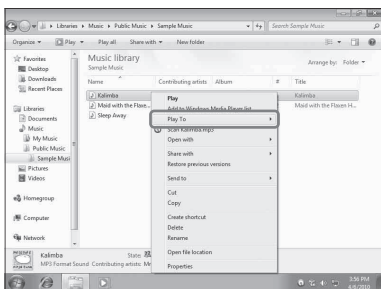 Libraries ▸ Music ▸ Public Music ▸ Sample Music
Search Sample Music
Organize Play Play all Share with New folder
Favorites
Desktop
Downloads
Recent Places
Libraries
Documents
Music
My Music
Public Music
Sample Musi
Pictures
Videos
Homegroup
Computer
Network
Music library
Sample Music
Arrange by: Folder
Name Contributing artists Album # Title
Kalimba Kalimba
Maid with the Flaxen... Maid with the Flaxen H...
Sleep Away
Play
Add to Windows Media Player list
Play To
Scan Kalimba.mp3
Open with
Share with
Restore previous versions
Send to
Cut
Copy
Create shortcut
Delete
Rename
Open file location
Properties
Kalimba State:
MP3 Format Sound Contributing artists: Mr
3:56 PM